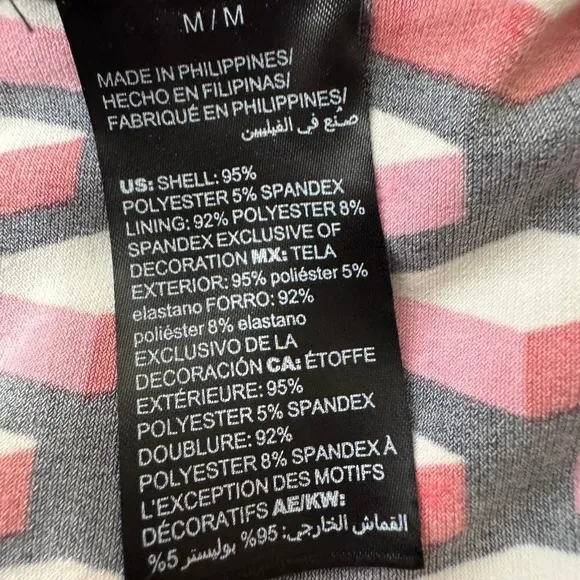 M / M
MADE IN PHILIPPINES/
HECHO EN FILIPINAS/
FABRIQUÉ EN PHILIPPINES/
صُنع في الفيلبين
US: SHELL: 95%
POLYESTER 5% SPANDEX
LINING: 92% POLYESTER 8%
SPANDEX EXCLUSIVE OF
DECORATION MX: TELA
EXTERIOR: 95% poliéster 5%
elastano FORRO: 92%
poliéster 8% elastano
EXCLUSIVO DE LA
DECORACIÓN CA: ÉTOFFE
EXTÉRIEURE: 95%
POLYESTER 5% SPANDEX
DOUBLURE: 92%
POLYESTER 8% SPANDEX À
L'EXCEPTION DES MOTIFS
DÉCORATIFS AE/KW:
القماش الخارجي: 95% بوليستر 5%